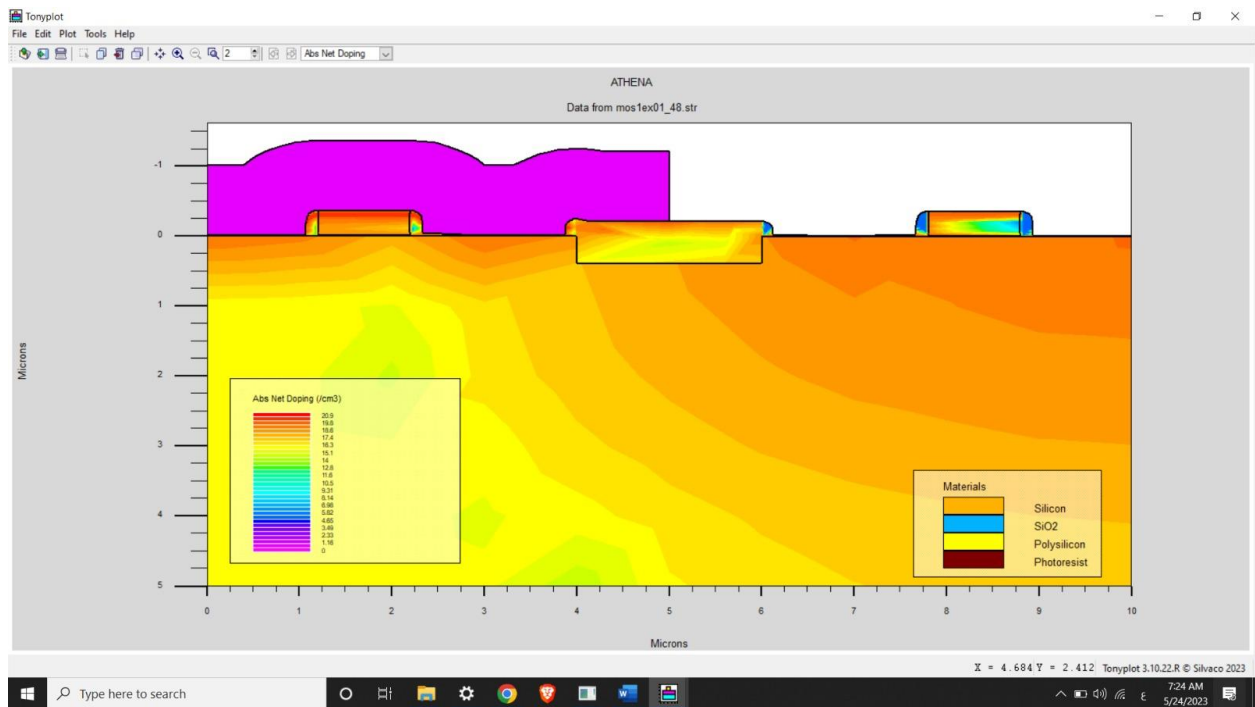 Tonyplot
File Edit Plot Tools Help
2 Abs Net Doping
ATHENA
Data from mos1ex01_48.str
-1
0
1
2
3
4
5
Microns
Abs Net Doping (/cm3)
20.9
19.8
18.6
17.4
16.3
15.1
14
12.8
11.6
10.5
9.31
8.14
6.98
5.82
4.65
3.49
2.33
1.16
0
Materials
Silicon
SiO2
Polysilicon
Photoresist
0 1 2 3 4 5 6 7 8 9 10
Microns
X = 4.684 Y = 2.412 Tonyplot 3.10.22.R © Silvaco 2023
Type here to search
ع
7:24 AM
5/24/2023